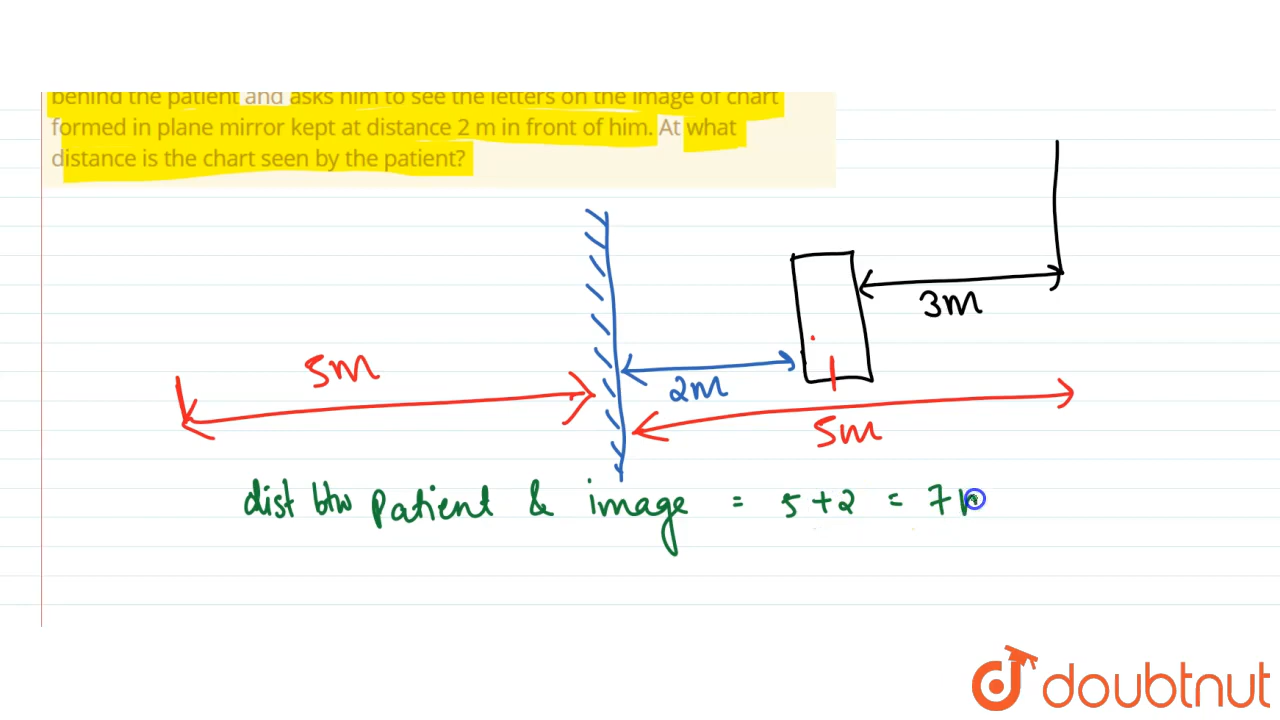 behind the patient and asks him to see the letters on the image of chart
formed in plane mirror kept at distance 2 m in front of him. At what
distance is the chart seen by the patient?
3m
5m
2m
5m
dist btw patient & image = 5+2 = 7
doubtnut